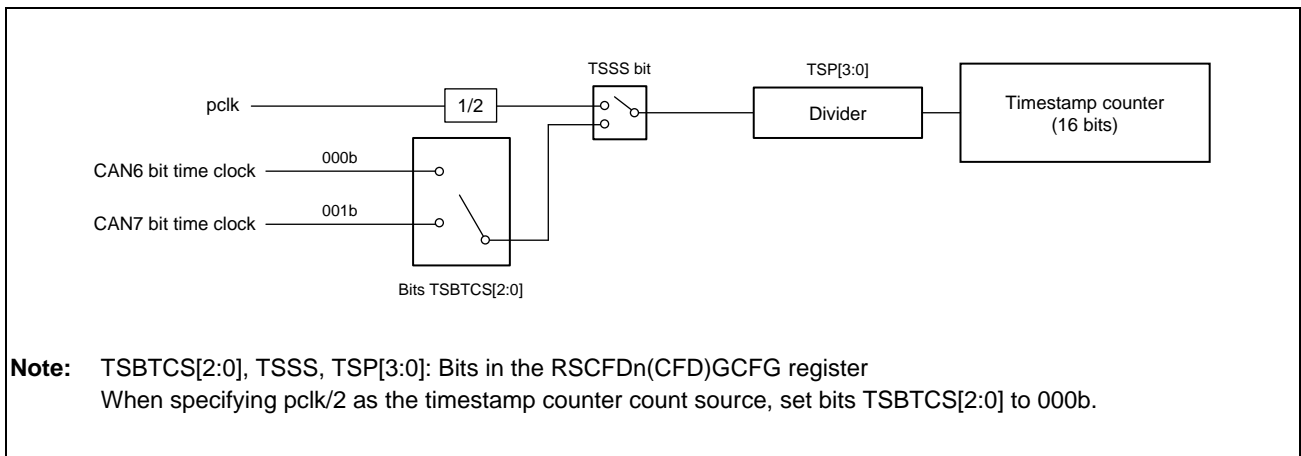 TSSS bit
TSP[3:0]
pclk
1/2
Divider
Timestamp counter
(16 bits)
CAN6 bit time clock
000b
CAN7 bit time clock
001b
Bits TSBTCS[2:0]
Note: TSBTCS[2:0], TSSS, TSP[3:0]: Bits in the RSCFDn(CFD)GCFG register
When specifying pclk/2 as the timestamp counter count source, set bits TSBTCS[2:0] to 000b.